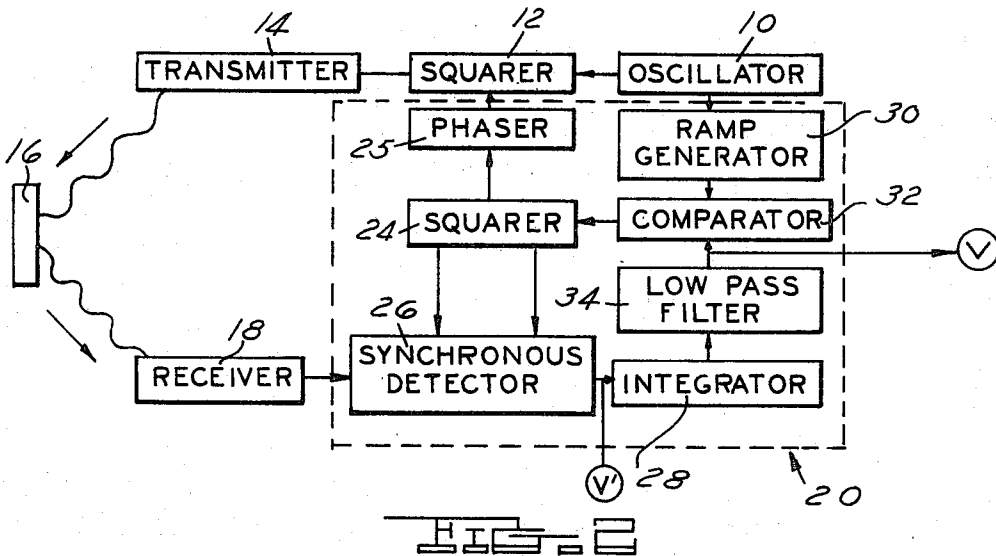 14
12
10
TRANSMITTER
SQUARER
OSCILLATOR
PHASER
25
RAMP
GENERATOR
30
16
24
SQUARER
COMPARATOR
32
V
26
34
LOW PASS
FILTER
18
RECEIVER
SYNCHRONOUS
DETECTOR
INTEGRATOR
V'
28
20
FIG_2